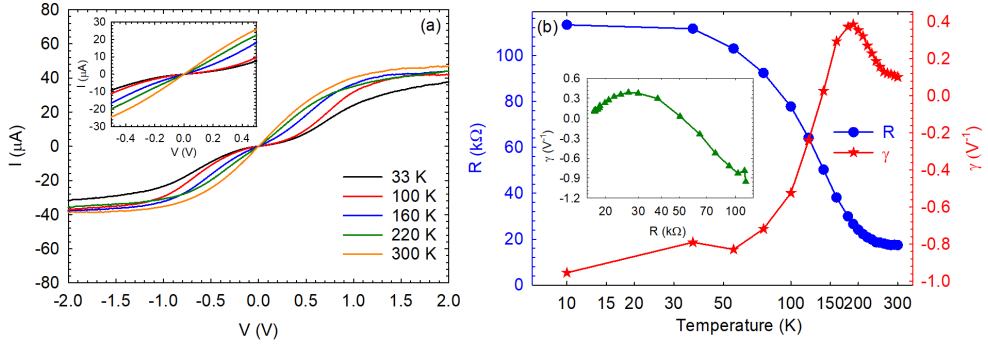 80
60
40
20
0
-20
-40
-60
-80
I (μA)
(a)
30
20
10
0
-10
-20
-30
I (μA)
-0.4 -0.2 0.0 0.2 0.4
V (V)
33 K
100 K
160 K
220 K
300 K
-2.0 -1.5 -1.0 -0.5 0.0 0.5 1.0 1.5 2.0
V (V)
(b)
100
80
60
40
20
0
R (kΩ)
0.6
0.3
0.0
-0.3
-0.6
-0.9
-1.2
γ (V⁻¹)
20 30 40 50 70 100
R (kΩ)
R
γ
0.4
0.2
0.0
-0.2
-0.4
-0.6
-0.8
-1.0
γ (V⁻¹)
10 15 20 30 100 150 200 300
Temperature (K)